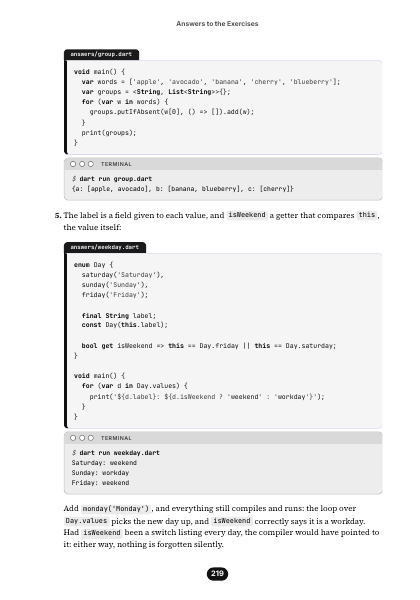 Answers to the Exercises
answers/group.dart
void main() {
  var words = ['apple', 'avocado', 'banana', 'cherry', 'blueberry'];
  var groups = <String, List<String>>{};
  for (var w in words) {
    groups.putIfAbsent(w[0], () => []).add(w);
  }
  print(groups);
}
TERMINAL
$ dart run group.dart
{a: [apple, avocado], b: [banana, blueberry], c: [cherry]}
5. The label is a field given to each value, and isWeekend a getter that compares this,
the value itself:
answers/weekday.dart
enum Day {
  saturday('Saturday'),
  sunday('Sunday'),
  friday('Friday');
  final String label;
  const Day(this.label);
  bool get isWeekend => this == Day.friday || this == Day.saturday;
}
void main() {
  for (var d in Day.values) {
    print('${d.label}: ${d.isWeekend ? 'weekend' : 'workday'}');
  }
}
TERMINAL
$ dart run weekday.dart
Saturday: weekend
Sunday: workday
Friday: weekend
Add monday('Monday'), and everything still compiles and runs: the loop over
Day.values picks the new day up, and isWeekend correctly says it is a workday.
Had isWeekend been a switch listing every day, the compiler would have pointed to
it: either way, nothing is forgotten silently.
219